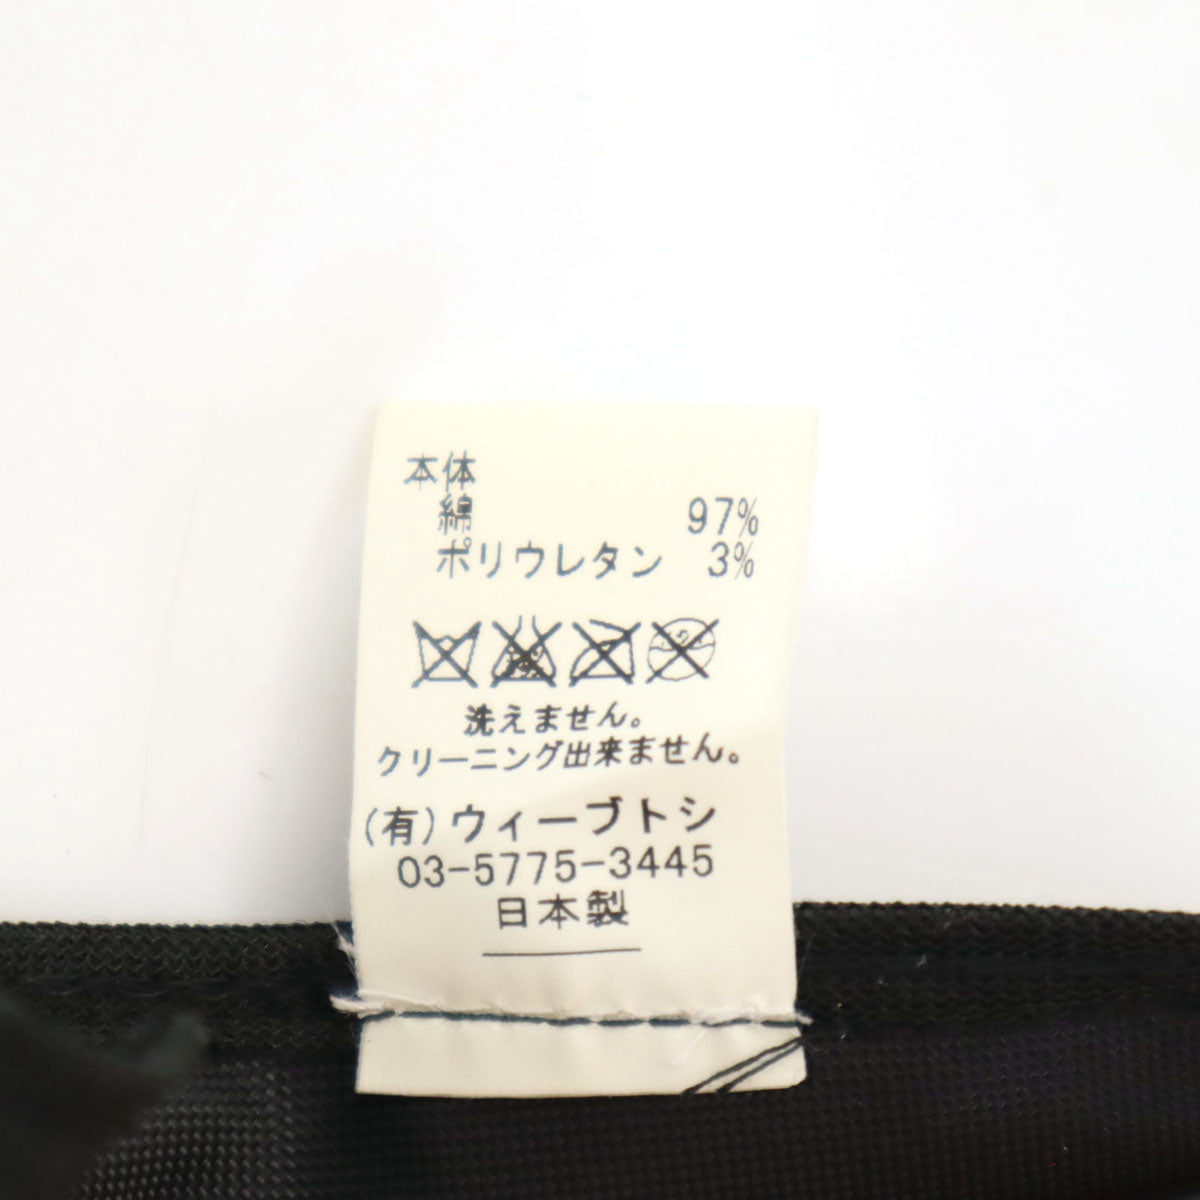 本体
綿 97%
ポリウレタン 3%
洗えません。
クリーニング出来ません。
(有)ウィーブトシ
03-5775-3445
日本製